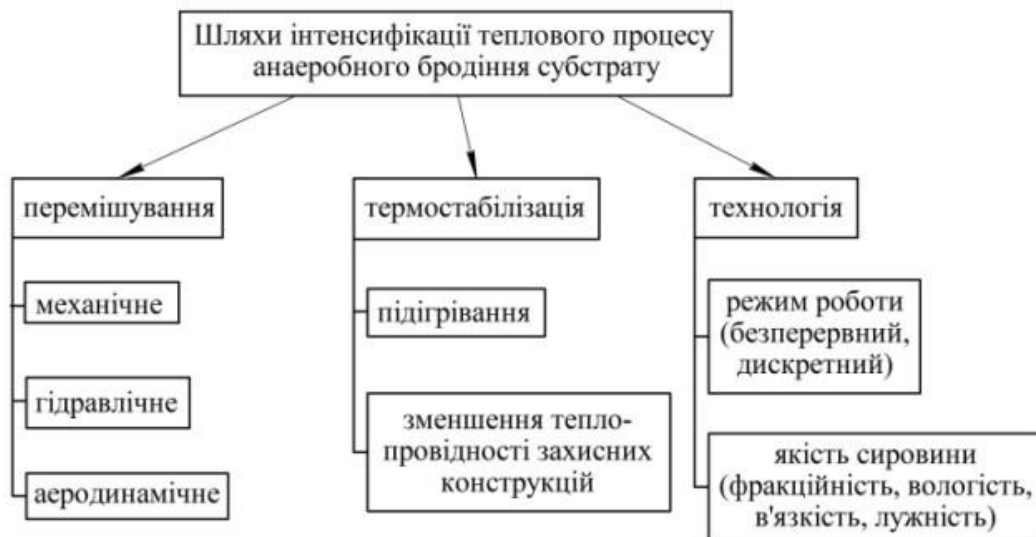 Шляхи інтенсифікації теплового процесу
анаеробного бродіння субстрату
перемішування
механічне
гідравлічне
аеродинамічне
термостабілізація
підігрівання
зменшення тепло-
провідності захисних
конструкцій
технологія
режим роботи
(безперервний,
дискретний)
якість сировини
(фракційність, вологість,
в'язкість, лужність)